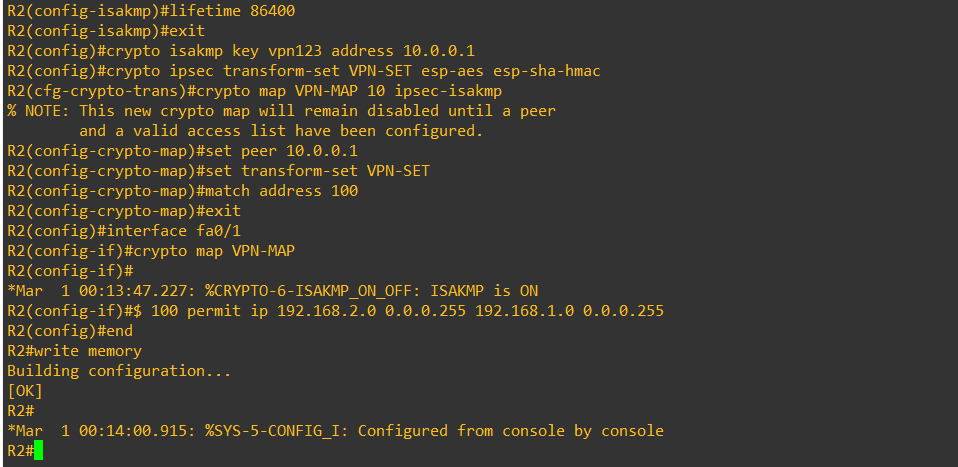 R2(config-isakmp)#lifetime 86400
R2(config-isakmp)#exit
R2(config)#crypto isakmp key vpn123 address 10.0.0.1
R2(config)#crypto ipsec transform-set VPN-SET esp-aes esp-sha-hmac
R2(cfg-crypto-trans)#crypto map VPN-MAP 10 ipsec-isakmp
% NOTE: This new crypto map will remain disabled until a peer
        and a valid access list have been configured.
R2(config-crypto-map)#set peer 10.0.0.1
R2(config-crypto-map)#set transform-set VPN-SET
R2(config-crypto-map)#match address 100
R2(config-crypto-map)#exit
R2(config)#interface fa0/1
R2(config-if)#crypto map VPN-MAP
R2(config-if)#
*Mar  1 00:13:47.227: %CRYPTO-6-ISAKMP_ON_OFF: ISAKMP is ON
R2(config-if)#$ 100 permit ip 192.168.2.0 0.0.0.255 192.168.1.0 0.0.0.255
R2(config)#end
R2#write memory
Building configuration...
[OK]
R2#
*Mar  1 00:14:00.915: %SYS-5-CONFIG_I: Configured from console by console
R2#